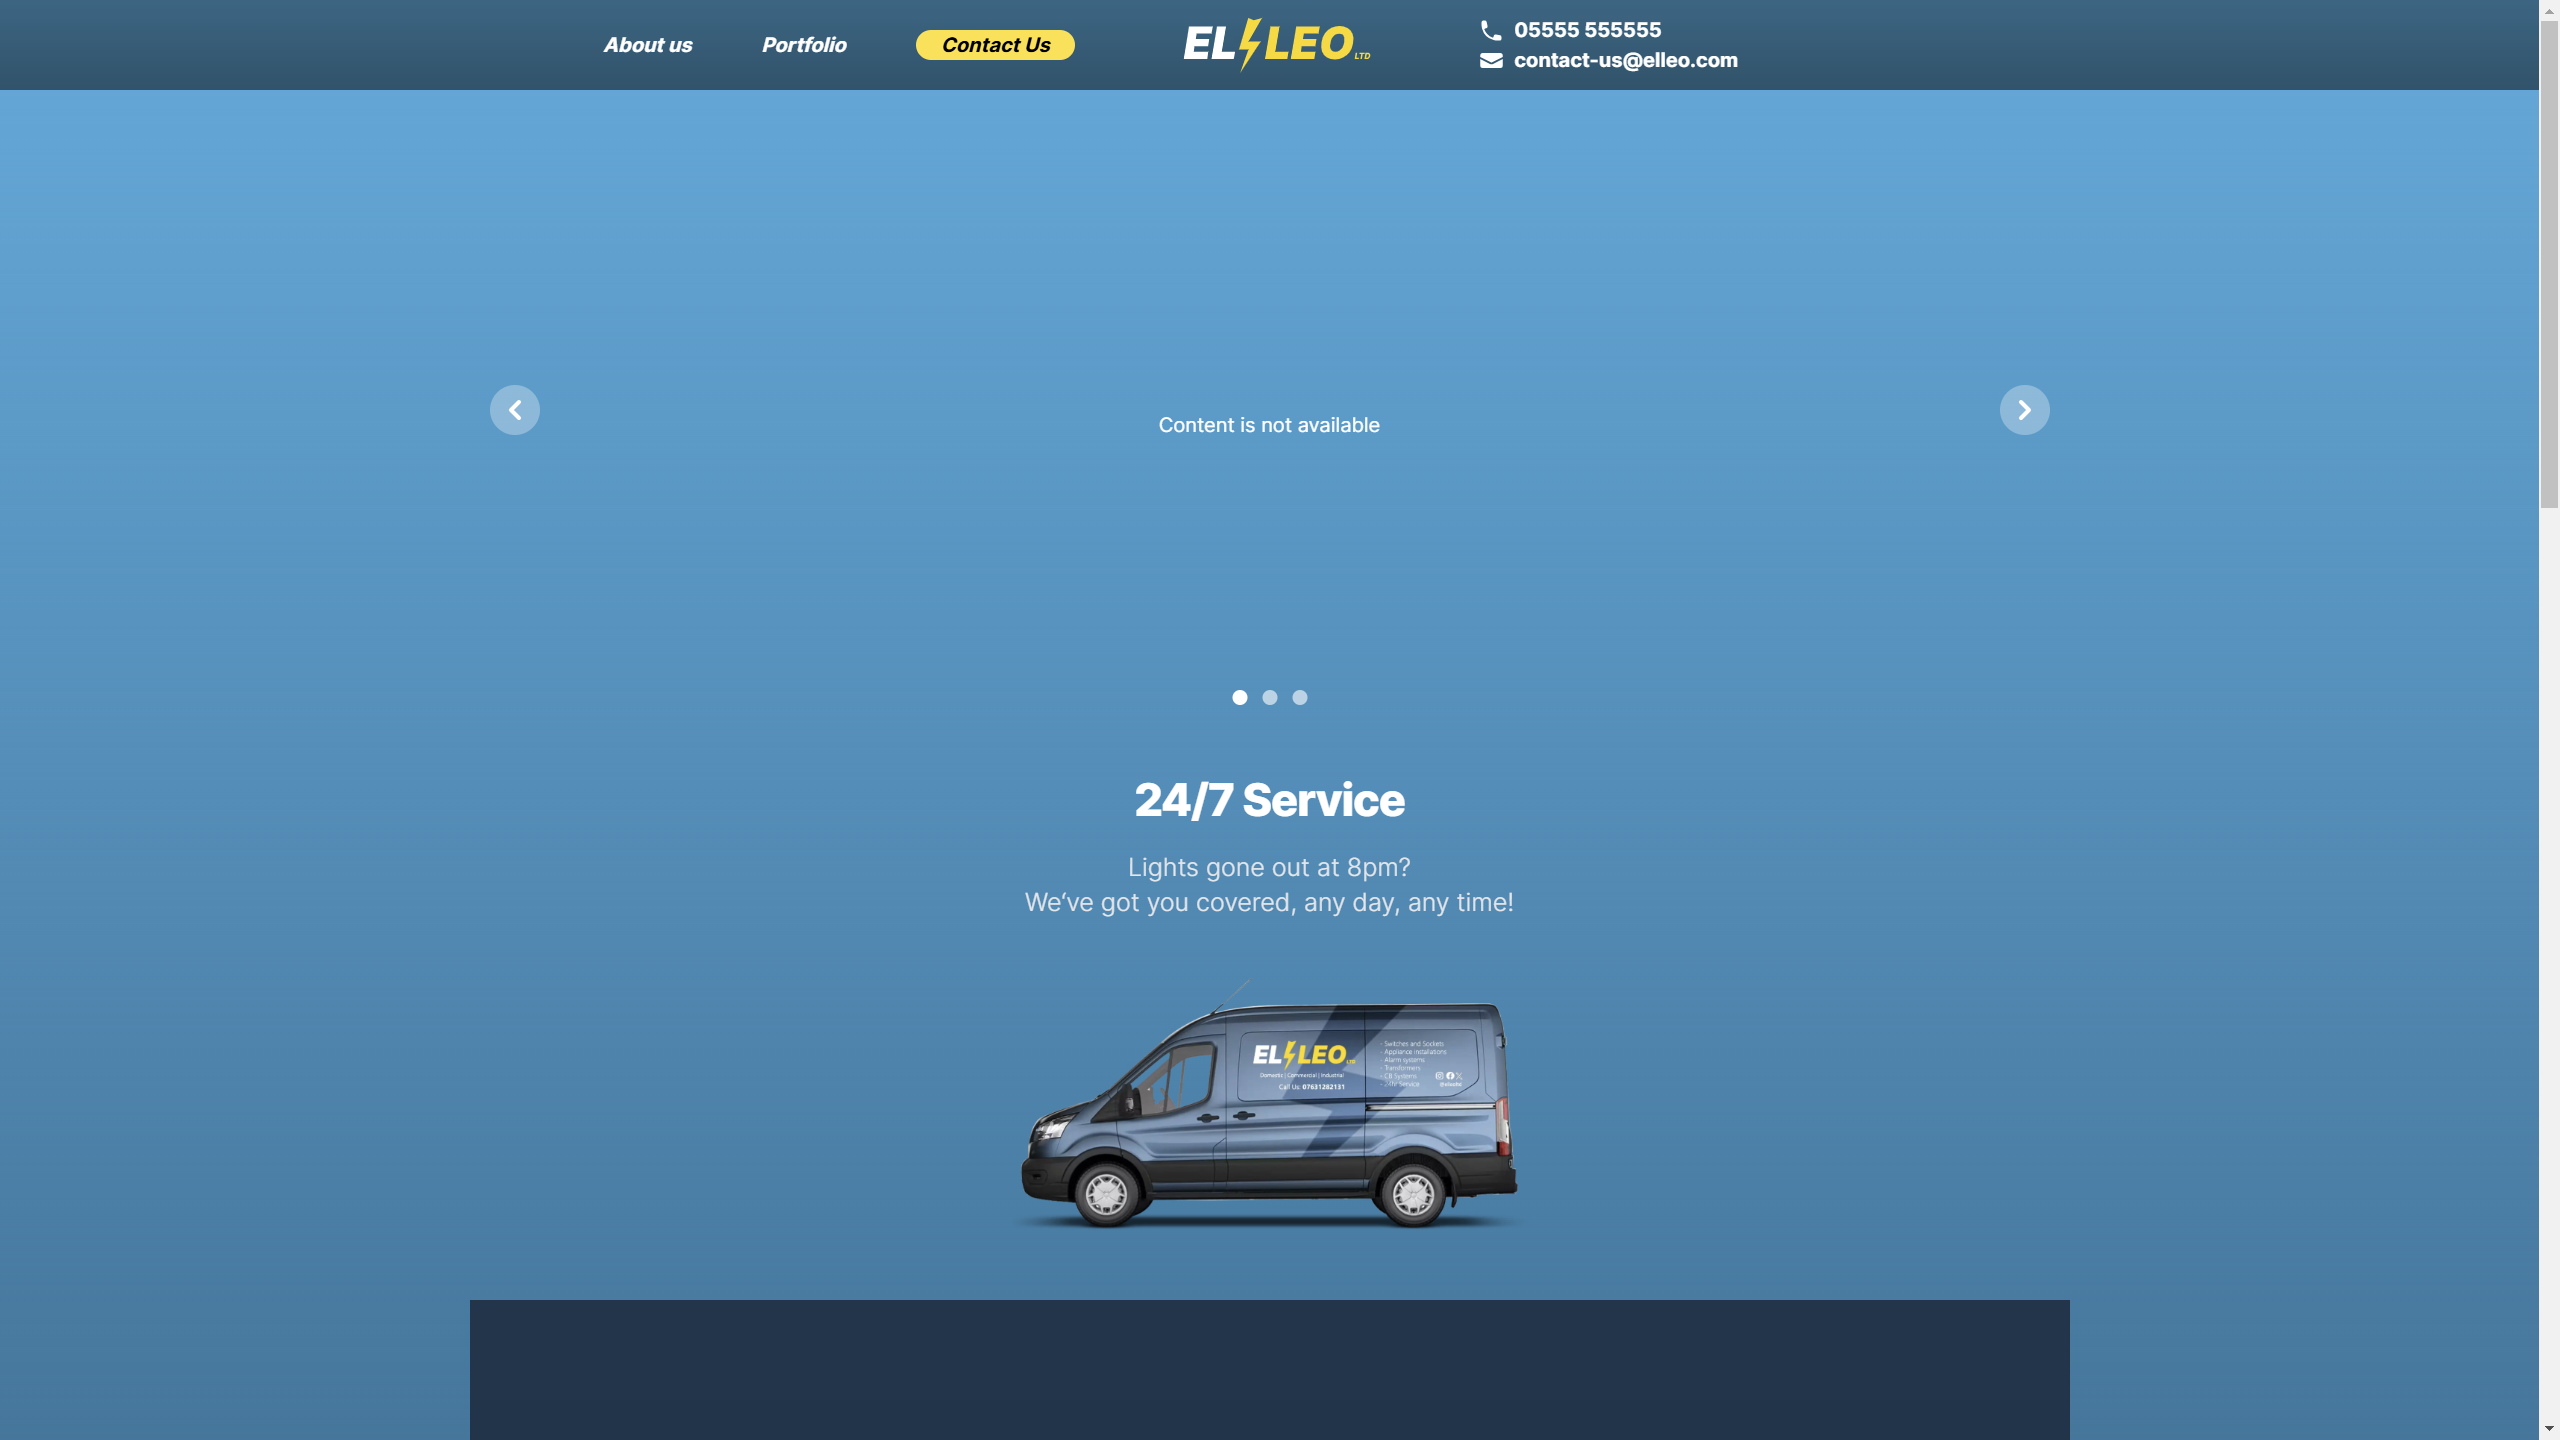 About us
Portfolio
Contact Us
EL LEO LTD
05555 555555
contact-us@elleo.com
Content is not available
24/7 Service
Lights gone out at 8pm?
We‘ve got you covered, any day, any time!
EL LEO LTD
Domestic | Commercial | Industrial
Call Us: 07631282131
- Switches and Sockets
- Appliance installations
- Alarm systems
- Transformers
- CB Systems
- 24hr Service